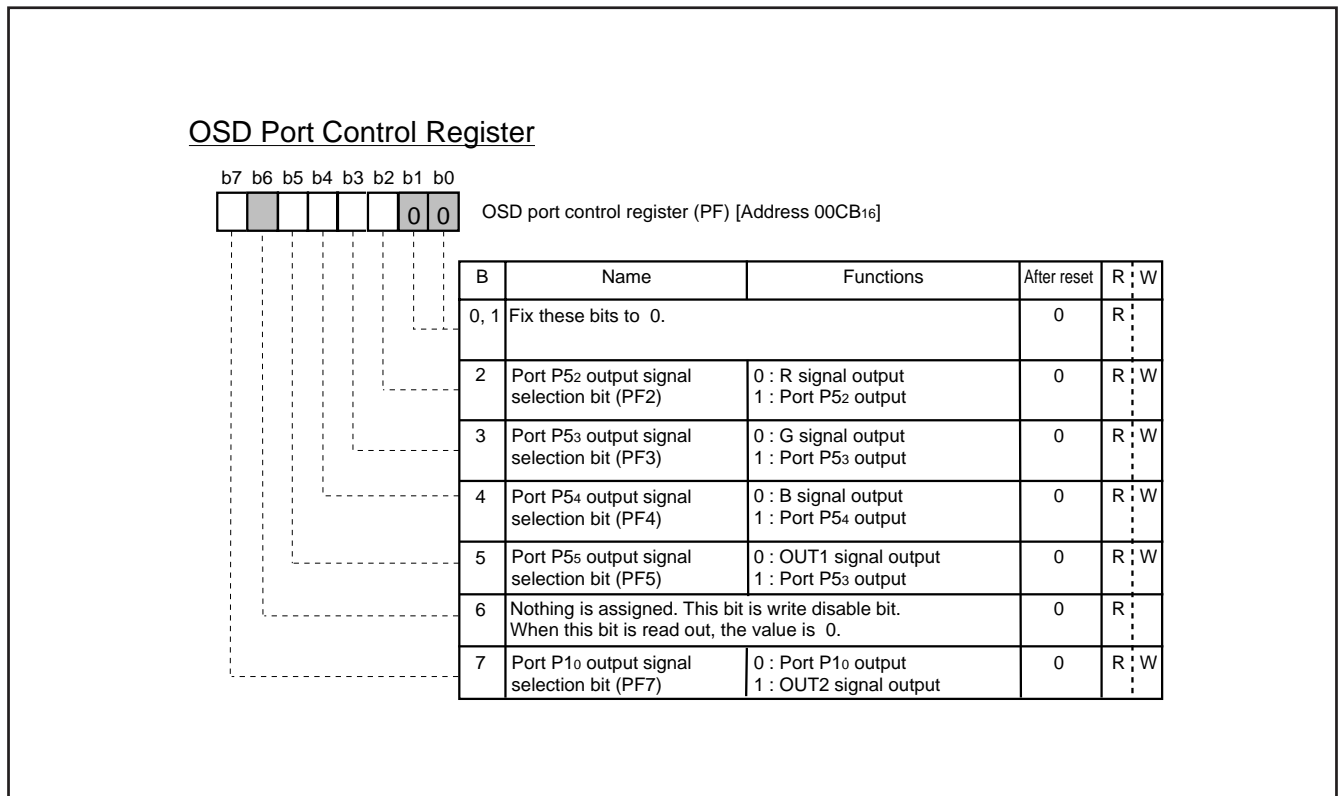 OSD Port Control Register
b7 b6 b5 b4 b3 b2 b1 b0
0 0
OSD port control register (PF) [Address 00CB16]
B Name Functions After reset R W
0, 1 Fix these bits to 0. 0 R
2 Port P52 output signal selection bit (PF2) 0 : R signal output 0 R W
1 : Port P52 output
3 Port P53 output signal selection bit (PF3) 0 : G signal output 0 R W
1 : Port P53 output
4 Port P54 output signal selection bit (PF4) 0 : B signal output 0 R W
1 : Port P54 output
5 Port P55 output signal selection bit (PF5) 0 : OUT1 signal output 0 R W
1 : Port P53 output
6 Nothing is assigned. This bit is write disable bit. 0 R
When this bit is read out, the value is 0.
7 Port P10 output signal selection bit (PF7) 0 : Port P10 output 0 R W
1 : OUT2 signal output